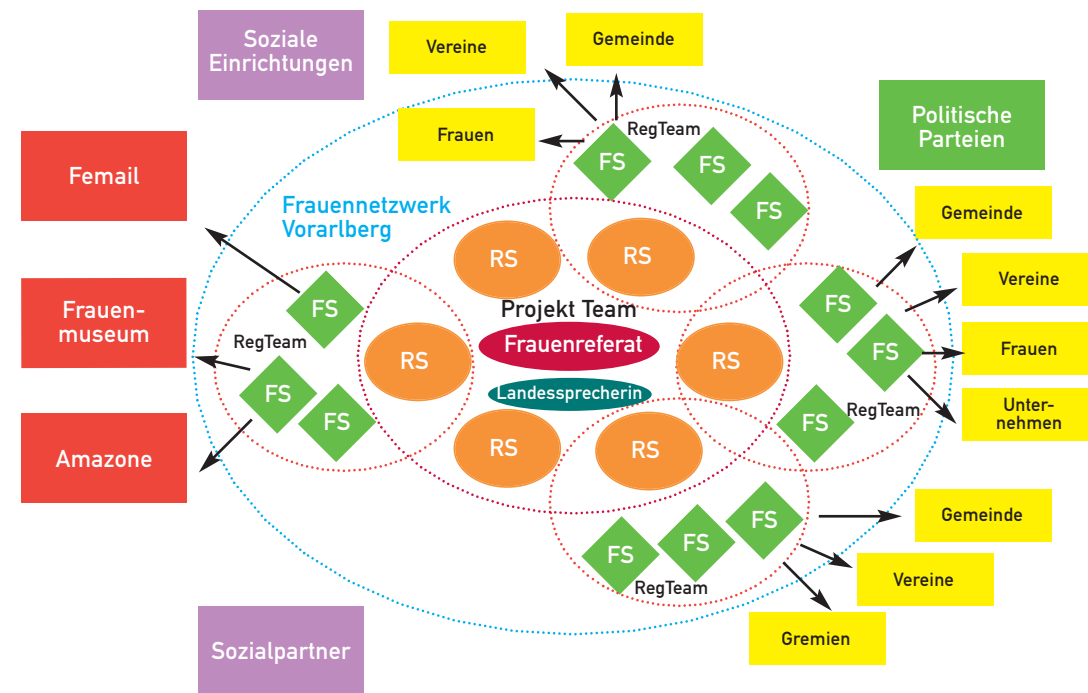 Soziale
Einrichtungen
Vereine
Gemeinde
Frauen
Politische
Parteien
RegTeam
FS
FS
FS
Femail
Frauennetzwerk
Vorarlberg
Gemeinde
RS
RS
Vereine
Frauen-
museum
RegTeam
FS
FS
FS
RS
Projekt Team
Frauenreferat
Landessprecherin
RS
FS
FS
FS
RegTeam
Frauen
Unter-
nehmen
Amazone
RS
RS
Gemeinde
FS
FS
FS
RegTeam
Vereine
Gremien
Sozialpartner